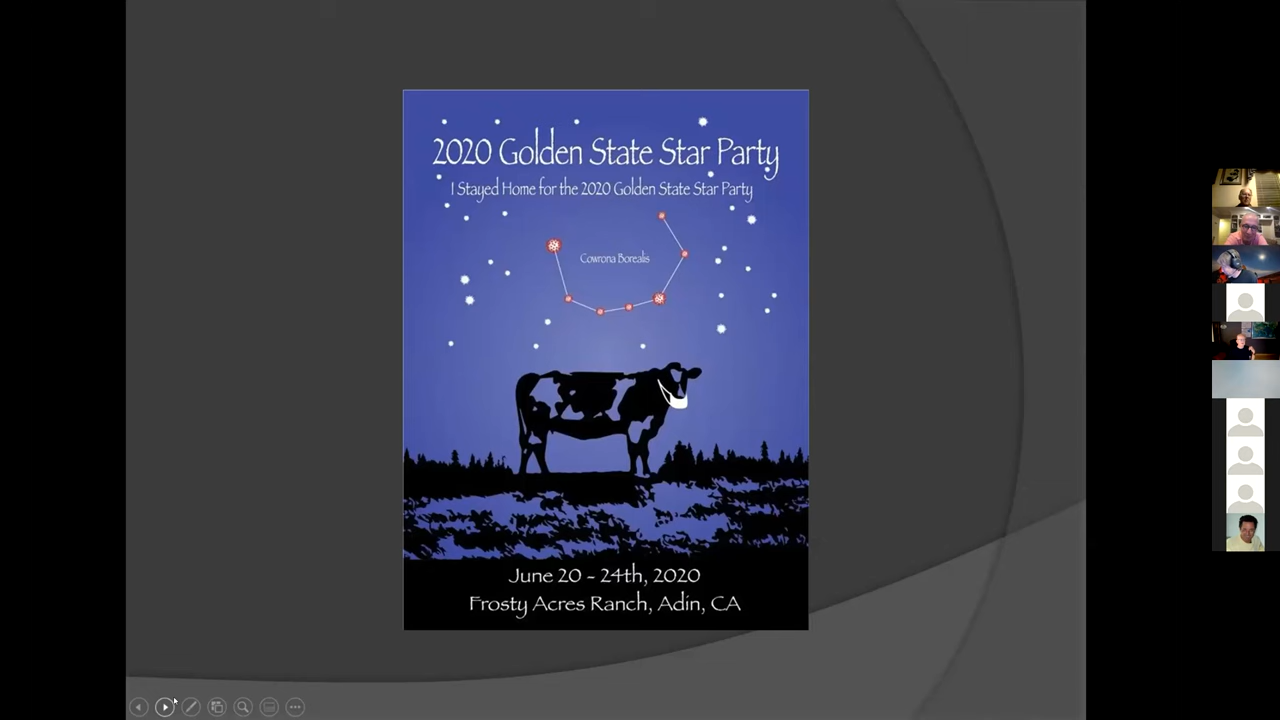 2020 Golden State Star Party
I Stayed Home for the 2020 Golden State Star Party
Cowrona Borealis
June 20 - 24th, 2020
Frosty Acres Ranch, Adin, CA